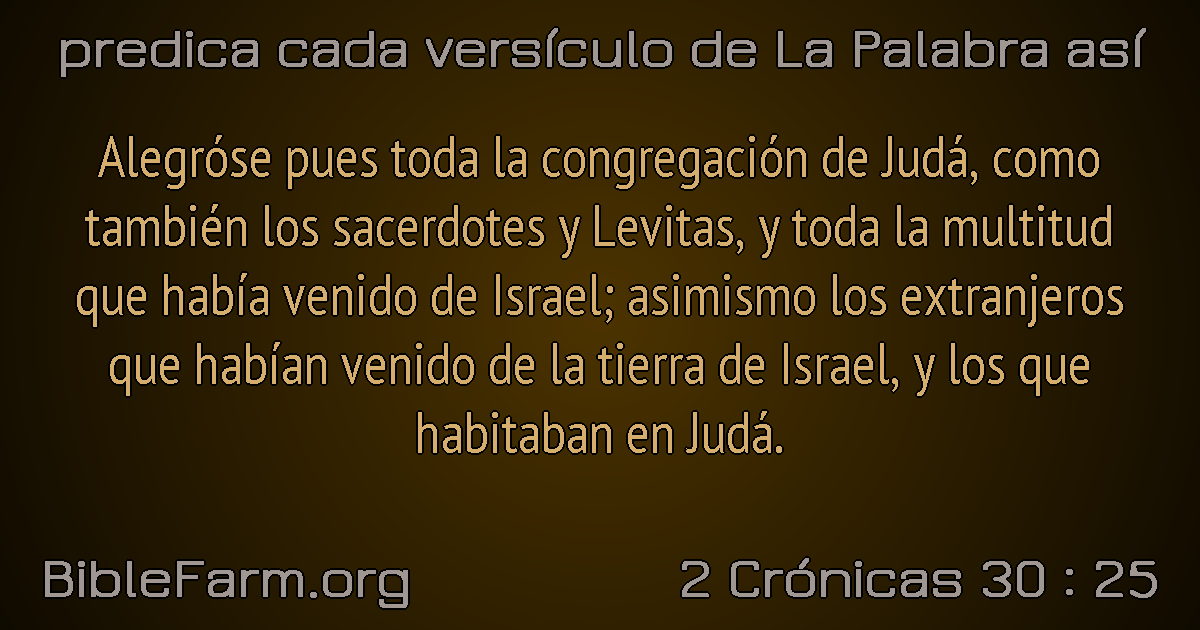 predica cada versículo de La Palabra así
Alegróse pues toda la congregación de Judá, como
también los sacerdotes y Levitas, y toda la multitud
que había venido de Israel; asimismo los extranjeros
que habían venido de la tierra de Israel, y los que
habitaban en Judá.
BibleFarm.org
2 Crónicas 30 : 25